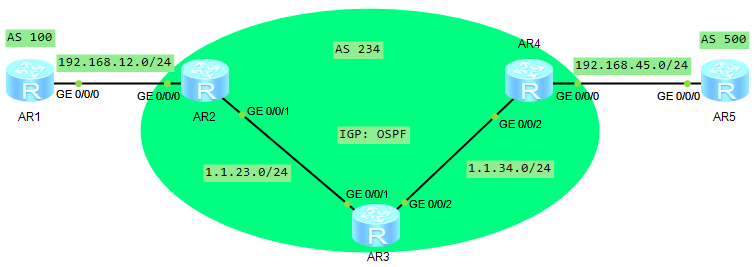 AS 100
192.168.12.0/24
GE 0/0/0
GE 0/0/0
R
AR1
R
AR2
GE 0/0/1
AS 234
IGP: OSPF
1.1.23.0/24
GE 0/0/1
R
AR3
GE 0/0/2
1.1.34.0/24
GE 0/0/2
AR4
R
GE 0/0/0
192.168.45.0/24
GE 0/0/0
AS 500
R
AR5